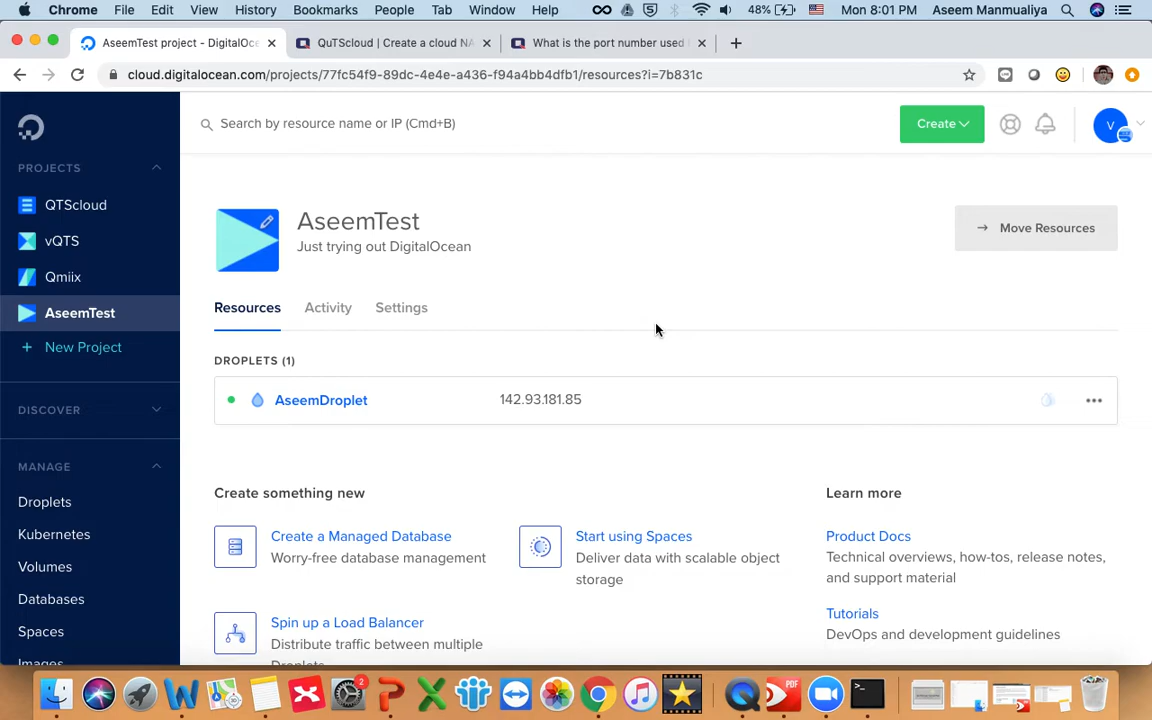 Chrome File Edit View History Bookmarks People Tab Window Help 48% Mon 8:01 PM Aseem Manmualiya
AseemTest project - DigitalOce QuTScloud | Create a cloud NA What is the port number used
cloud.digitalocean.com/projects/77fc54f9-89dc-4e4e-a436-f94a4bb4dfb1/resources?i=7b831c
Search by resource name or IP (Cmd+B)
Create
V
PROJECTS
QTScloud
vQTS
Qmiix
AseemTest
+ New Project
DISCOVER
MANAGE
Droplets
Kubernetes
Volumes
Databases
Spaces
Images
AseemTest
Just trying out DigitalOcean
→ Move Resources
Resources Activity Settings
DROPLETS (1)
AseemDroplet 142.93.181.85
Create something new
Create a Managed Database
Worry-free database management
Start using Spaces
Deliver data with scalable object
storage
Spin up a Load Balancer
Distribute traffic between multiple
Droplets
Learn more
Product Docs
Technical overviews, how-tos, release notes,
and support material
Tutorials
DevOps and development guidelines
2
PDF